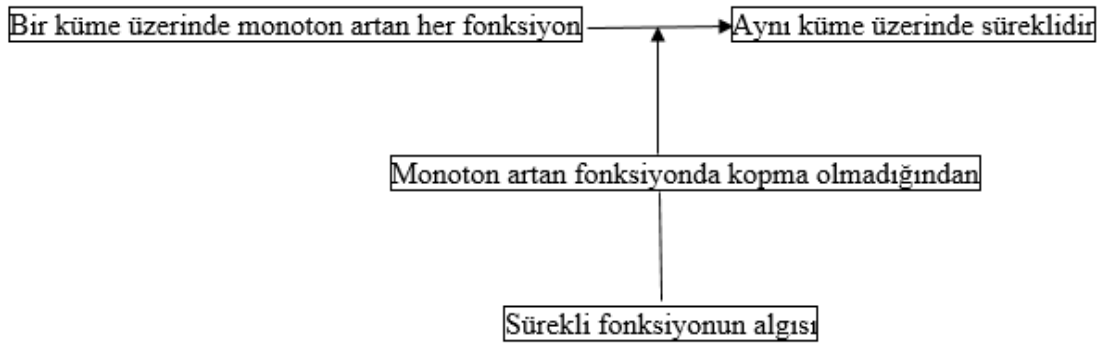 Bir küme üzerinde monoton artan her fonksiyon
Aynı küme üzerinde süreklidir
Monoton artan fonksiyonda kopma olmadığından
Sürekli fonksiyonun algısı